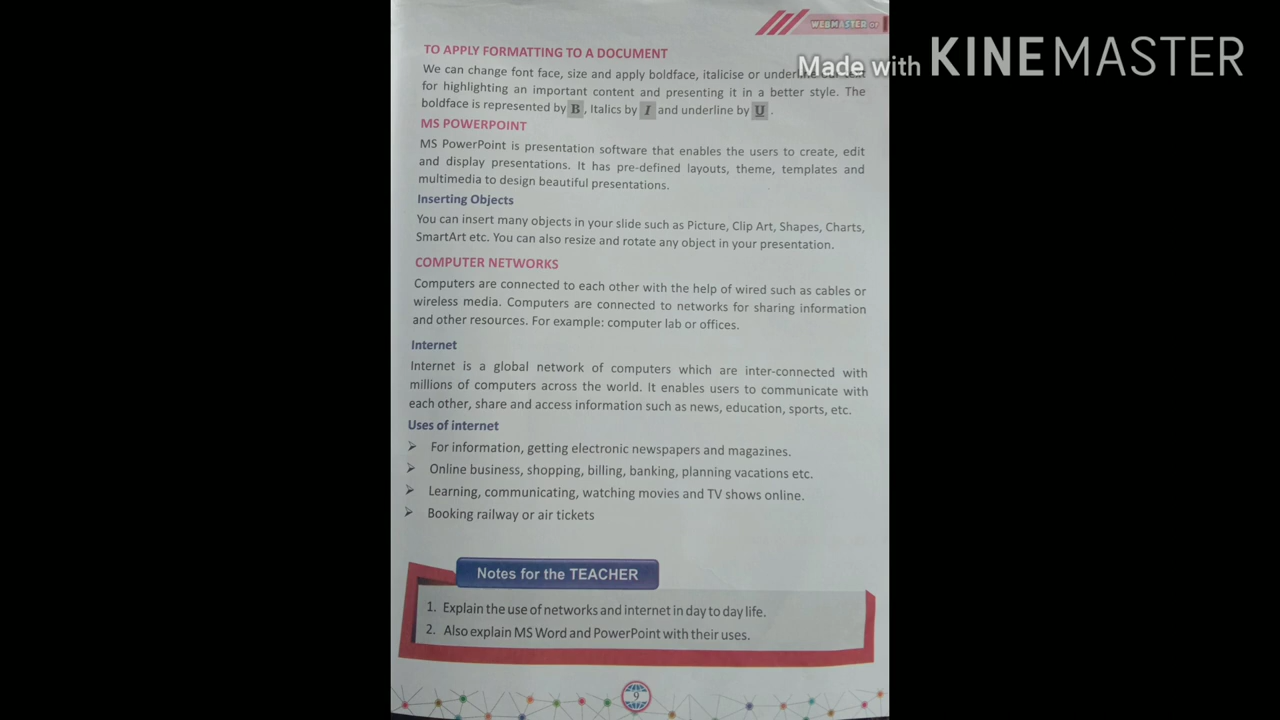 WEBMASTER
Made with KINEMASTER
TO APPLY FORMATTING TO A DOCUMENT
We can change font face, size and apply boldface, italicise or underline our text
for highlighting an important content and presenting it in a better style. The
boldface is represented by B, Italics by I and underline by U.
MS POWERPOINT
MS PowerPoint is presentation software that enables the users to create, edit
and display presentations. It has pre-defined layouts, theme, templates and
multimedia to design beautiful presentations.
Inserting Objects
You can insert many objects in your slide such as Picture, Clip Art, Shapes, Charts,
SmartArt etc. You can also resize and rotate any object in your presentation.
COMPUTER NETWORKS
Computers are connected to each other with the help of wired such as cables or
wireless media. Computers are connected to networks for sharing information
and other resources. For example: computer lab or offices.
Internet
Internet is a global network of computers which are inter-connected with
millions of computers across the world. It enables users to communicate with
each other, share and access information such as news, education, sports, etc.
Uses of internet
➢ For information, getting electronic newspapers and magazines.
➢ Online business, shopping, billing, banking, planning vacations etc.
➢ Learning, communicating, watching movies and TV shows online.
➢ Booking railway or air tickets
Notes for the TEACHER
1. Explain the use of networks and internet in day to day life.
2. Also explain MS Word and PowerPoint with their uses.
9